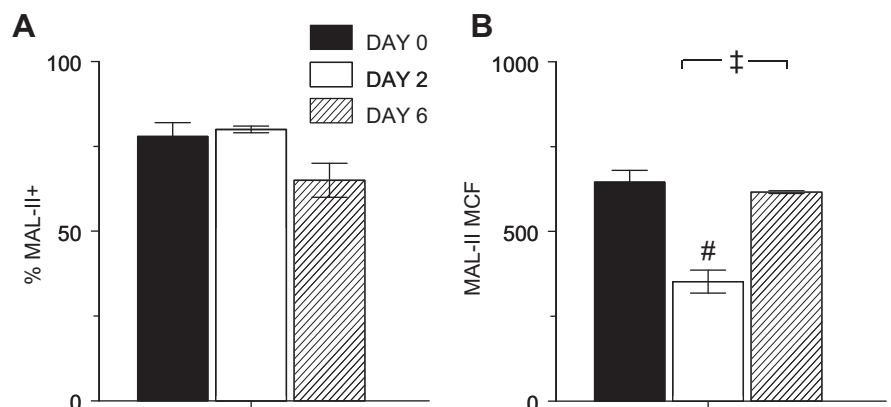 A
DAY 0
DAY 2
DAY 6
100
50
0
% MAL-II+
B
‡
1000
500
0
MAL-II MCF
#